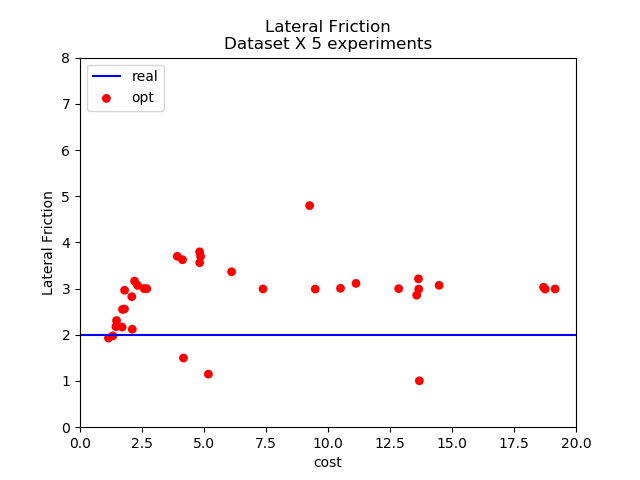 Lateral Friction
Dataset X 5 experiments
8
7
6
5
4
3
2
1
0
real
opt
Lateral Friction
0.0 2.5 5.0 7.5 10.0 12.5 15.0 17.5 20.0
cost